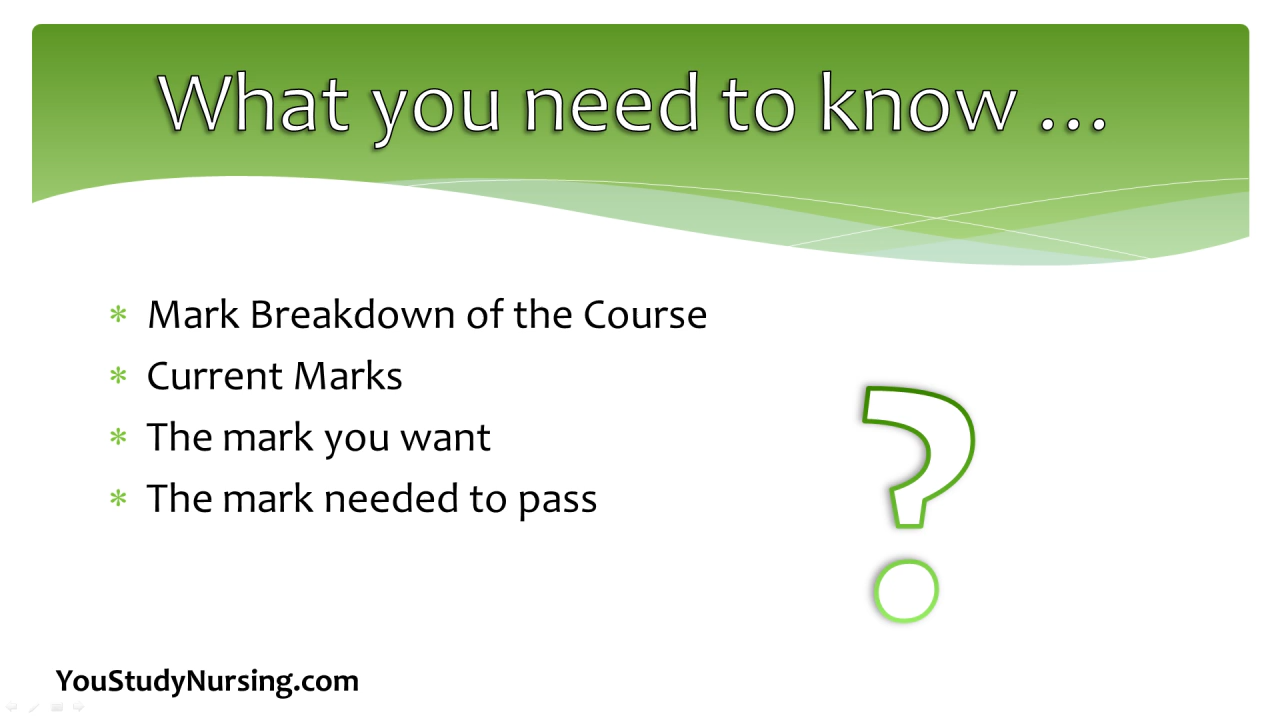 What you need to know ...
* Mark Breakdown of the Course
* Current Marks
* The mark you want
* The mark needed to pass
?
YouStudyNursing.com